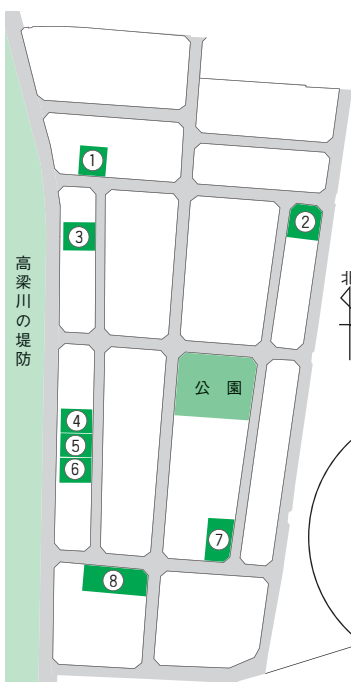 ①
②
③
高梁川の堤防
北
公園
④
⑤
⑥
⑦
⑧